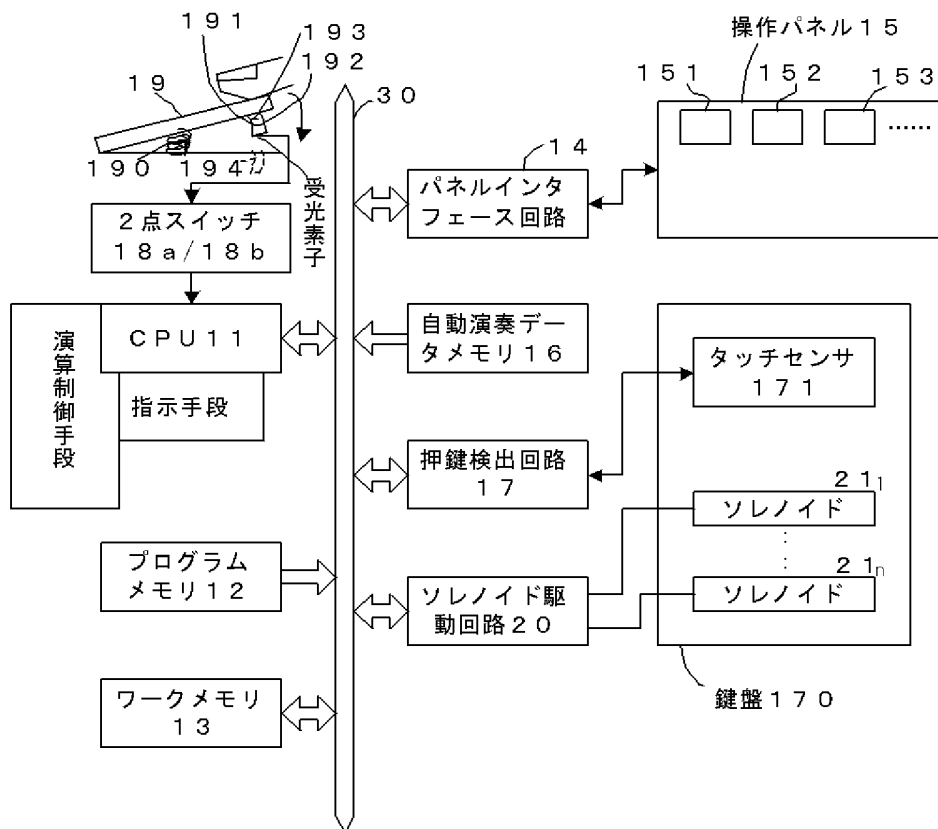 191
193
192
19
190
194
受光素子
30
操作パネル15
151
152
153
……
14
パネルインタ
フェース回路
2点スイッチ
18a/18b
CPU11
演算制御手段
指示手段
自動演奏デー
タメモリ16
タッチセンサ
171
押鍵検出回路
17
21₁
ソレノイド
21ₙ
ソレノイド
プログラム
メモリ12
ソレノイド駆
動回路20
鍵盤170
ワークメモリ
13